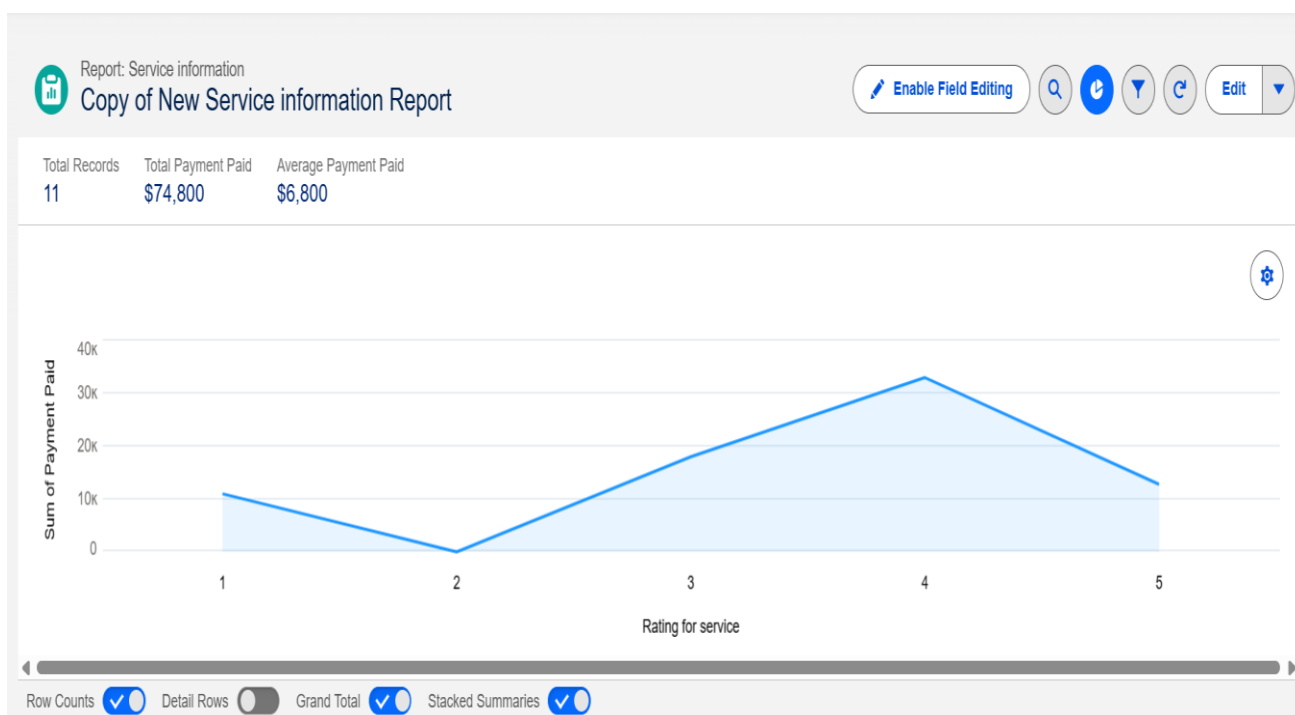 Report: Service information
Copy of New Service information Report
Enable Field Editing
Edit
Total Records
11
Total Payment Paid
$74,800
Average Payment Paid
$6,800
Sum of Payment Paid
40K
30K
20K
10K
0
1 2 3 4 5
Rating for service
Row Counts Detail Rows Grand Total Stacked Summaries